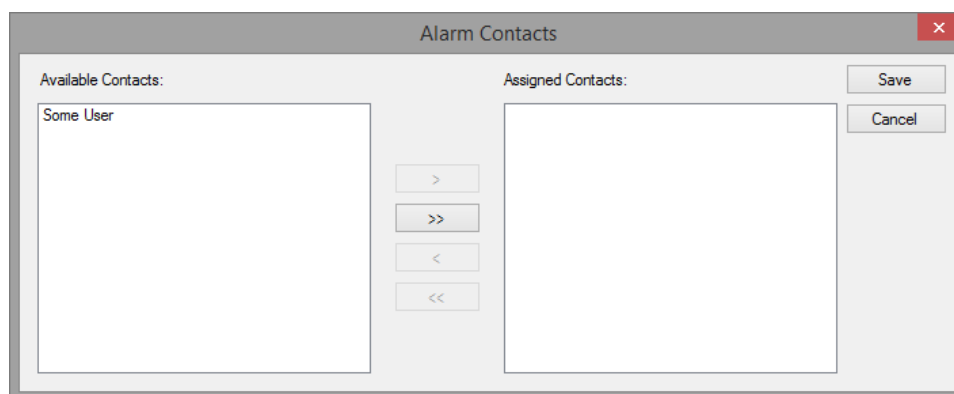 Alarm Contacts
×
Available Contacts:
Assigned Contacts:
Save
Some User
Cancel
>
>>
<
<<